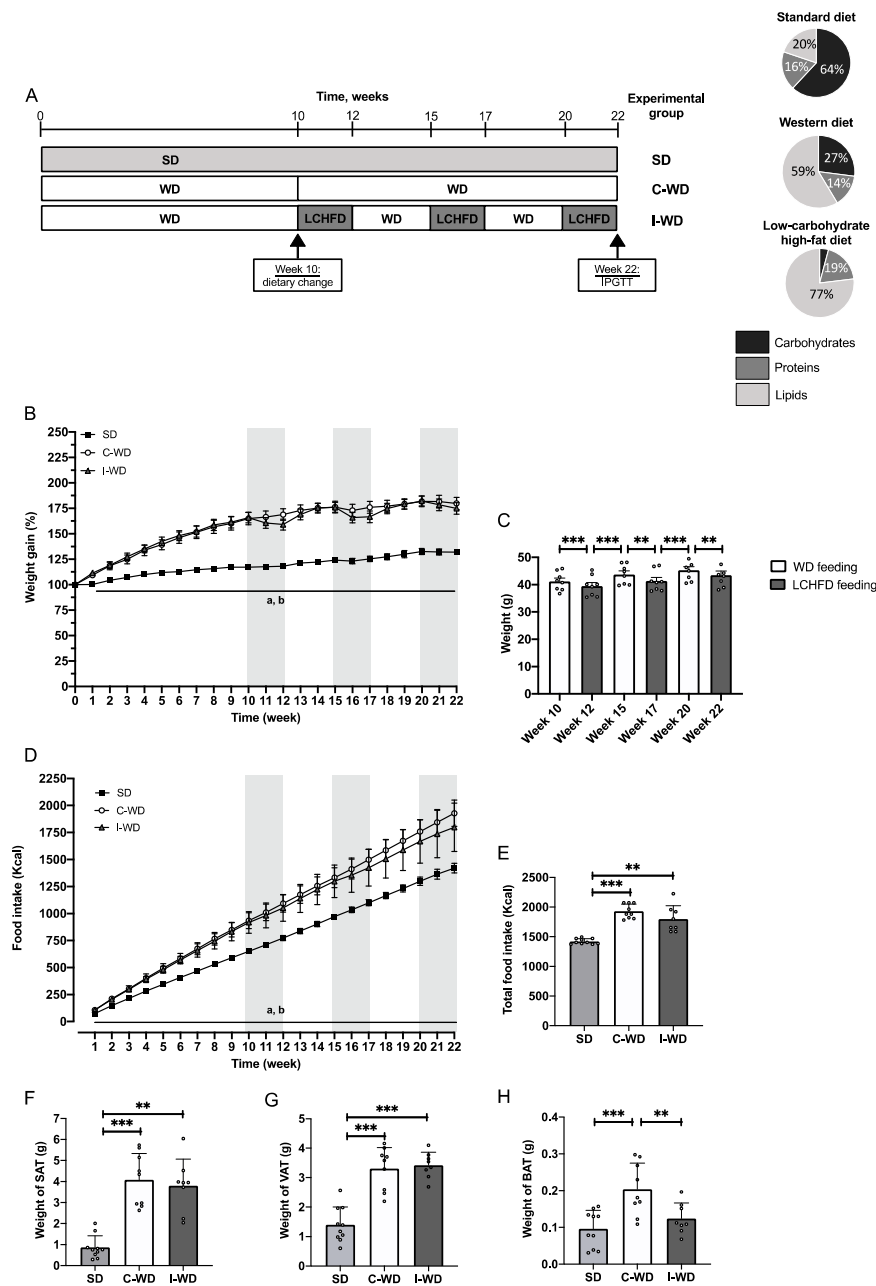 Standard diet
20%
16%
64%
A
Time, weeks
Experimental
group
0 10 12 15 17 20 22
SD SD
WD WD C-WD
WD LCHFD WD LCHFD WD LCHFD I-WD
Week 10:
dietary change
Week 22:
IPGTT
Western diet
59%
27%
14%
Low-carbohydrate
high-fat diet
19%
77%
Carbohydrates
Proteins
Lipids
B
SD
C-WD
I-WD
Weight gain (%)
250
225
200
175
150
125
100
75
50
25
0
a, b
0 1 2 3 4 5 6 7 8 9 10 11 12 13 14 15 16 17 18 19 20 21 22
Time (week)
C
*** *** ** *** **
Weight (g)
50
40
30
20
10
0
Week 10 Week 12 Week 15 Week 17 Week 20 Week 22
WD feeding
LCHFD feeding
D
SD
C-WD
I-WD
Food intake (Kcal)
2250
2000
1750
1500
1250
1000
750
500
250
0
a, b
1 2 3 4 5 6 7 8 9 10 11 12 13 14 15 16 17 18 19 20 21 22
Time (week)
E
**
***
Total food intake (Kcal)
2500
2000
1500
1000
500
0
SD C-WD I-WD
F
**
***
Weight of SAT (g)
7
6
5
4
3
2
1
0
SD C-WD I-WD
G
***
***
Weight of VAT (g)
5
4
3
2
1
0
SD C-WD I-WD
H
*** **
Weight of BAT (g)
0.4
0.3
0.2
0.1
0.0
SD C-WD I-WD